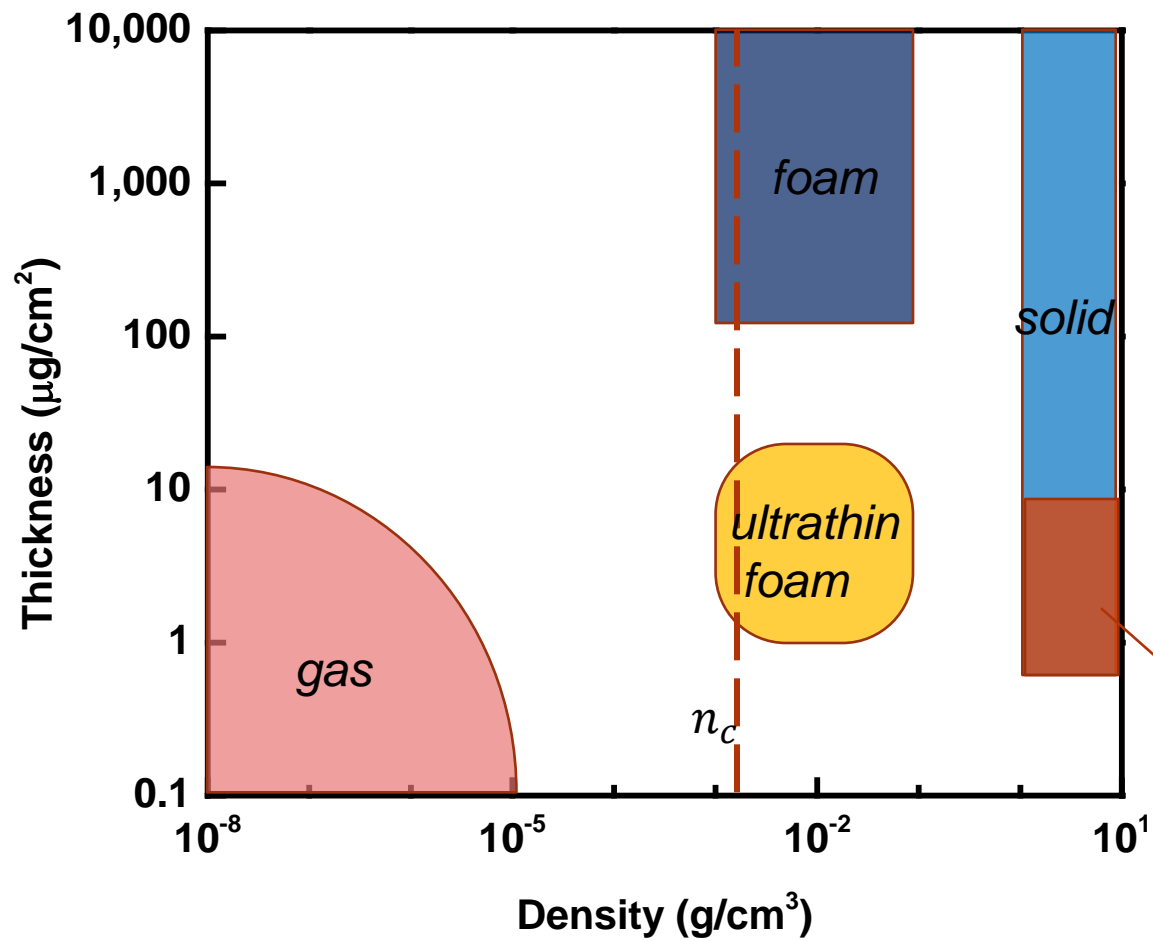 10,000
1,000
100
10
1
0.1
Thickness (μg/cm²)
foam
solid
ultrathin
foam
gas
n_c
10⁻⁸
10⁻⁵
10⁻²
10¹
Density (g/cm³)